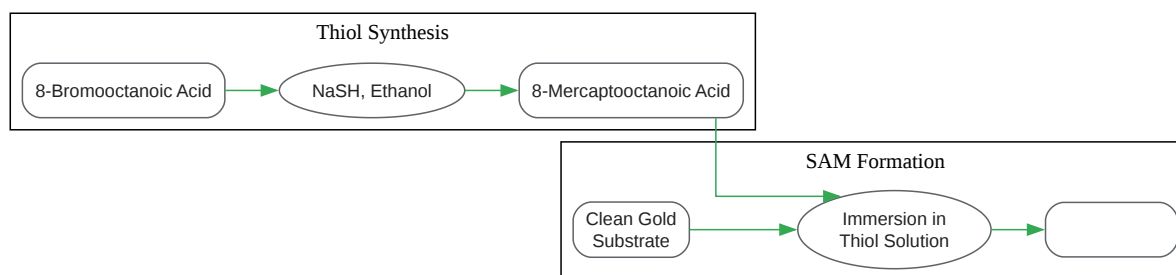 Thiol Synthesis
8-Bromooctanoic Acid
NaSH, Ethanol
8-Mercaptooctanoic Acid
SAM Formation
Clean Gold
Substrate
Immersion in
Thiol Solution